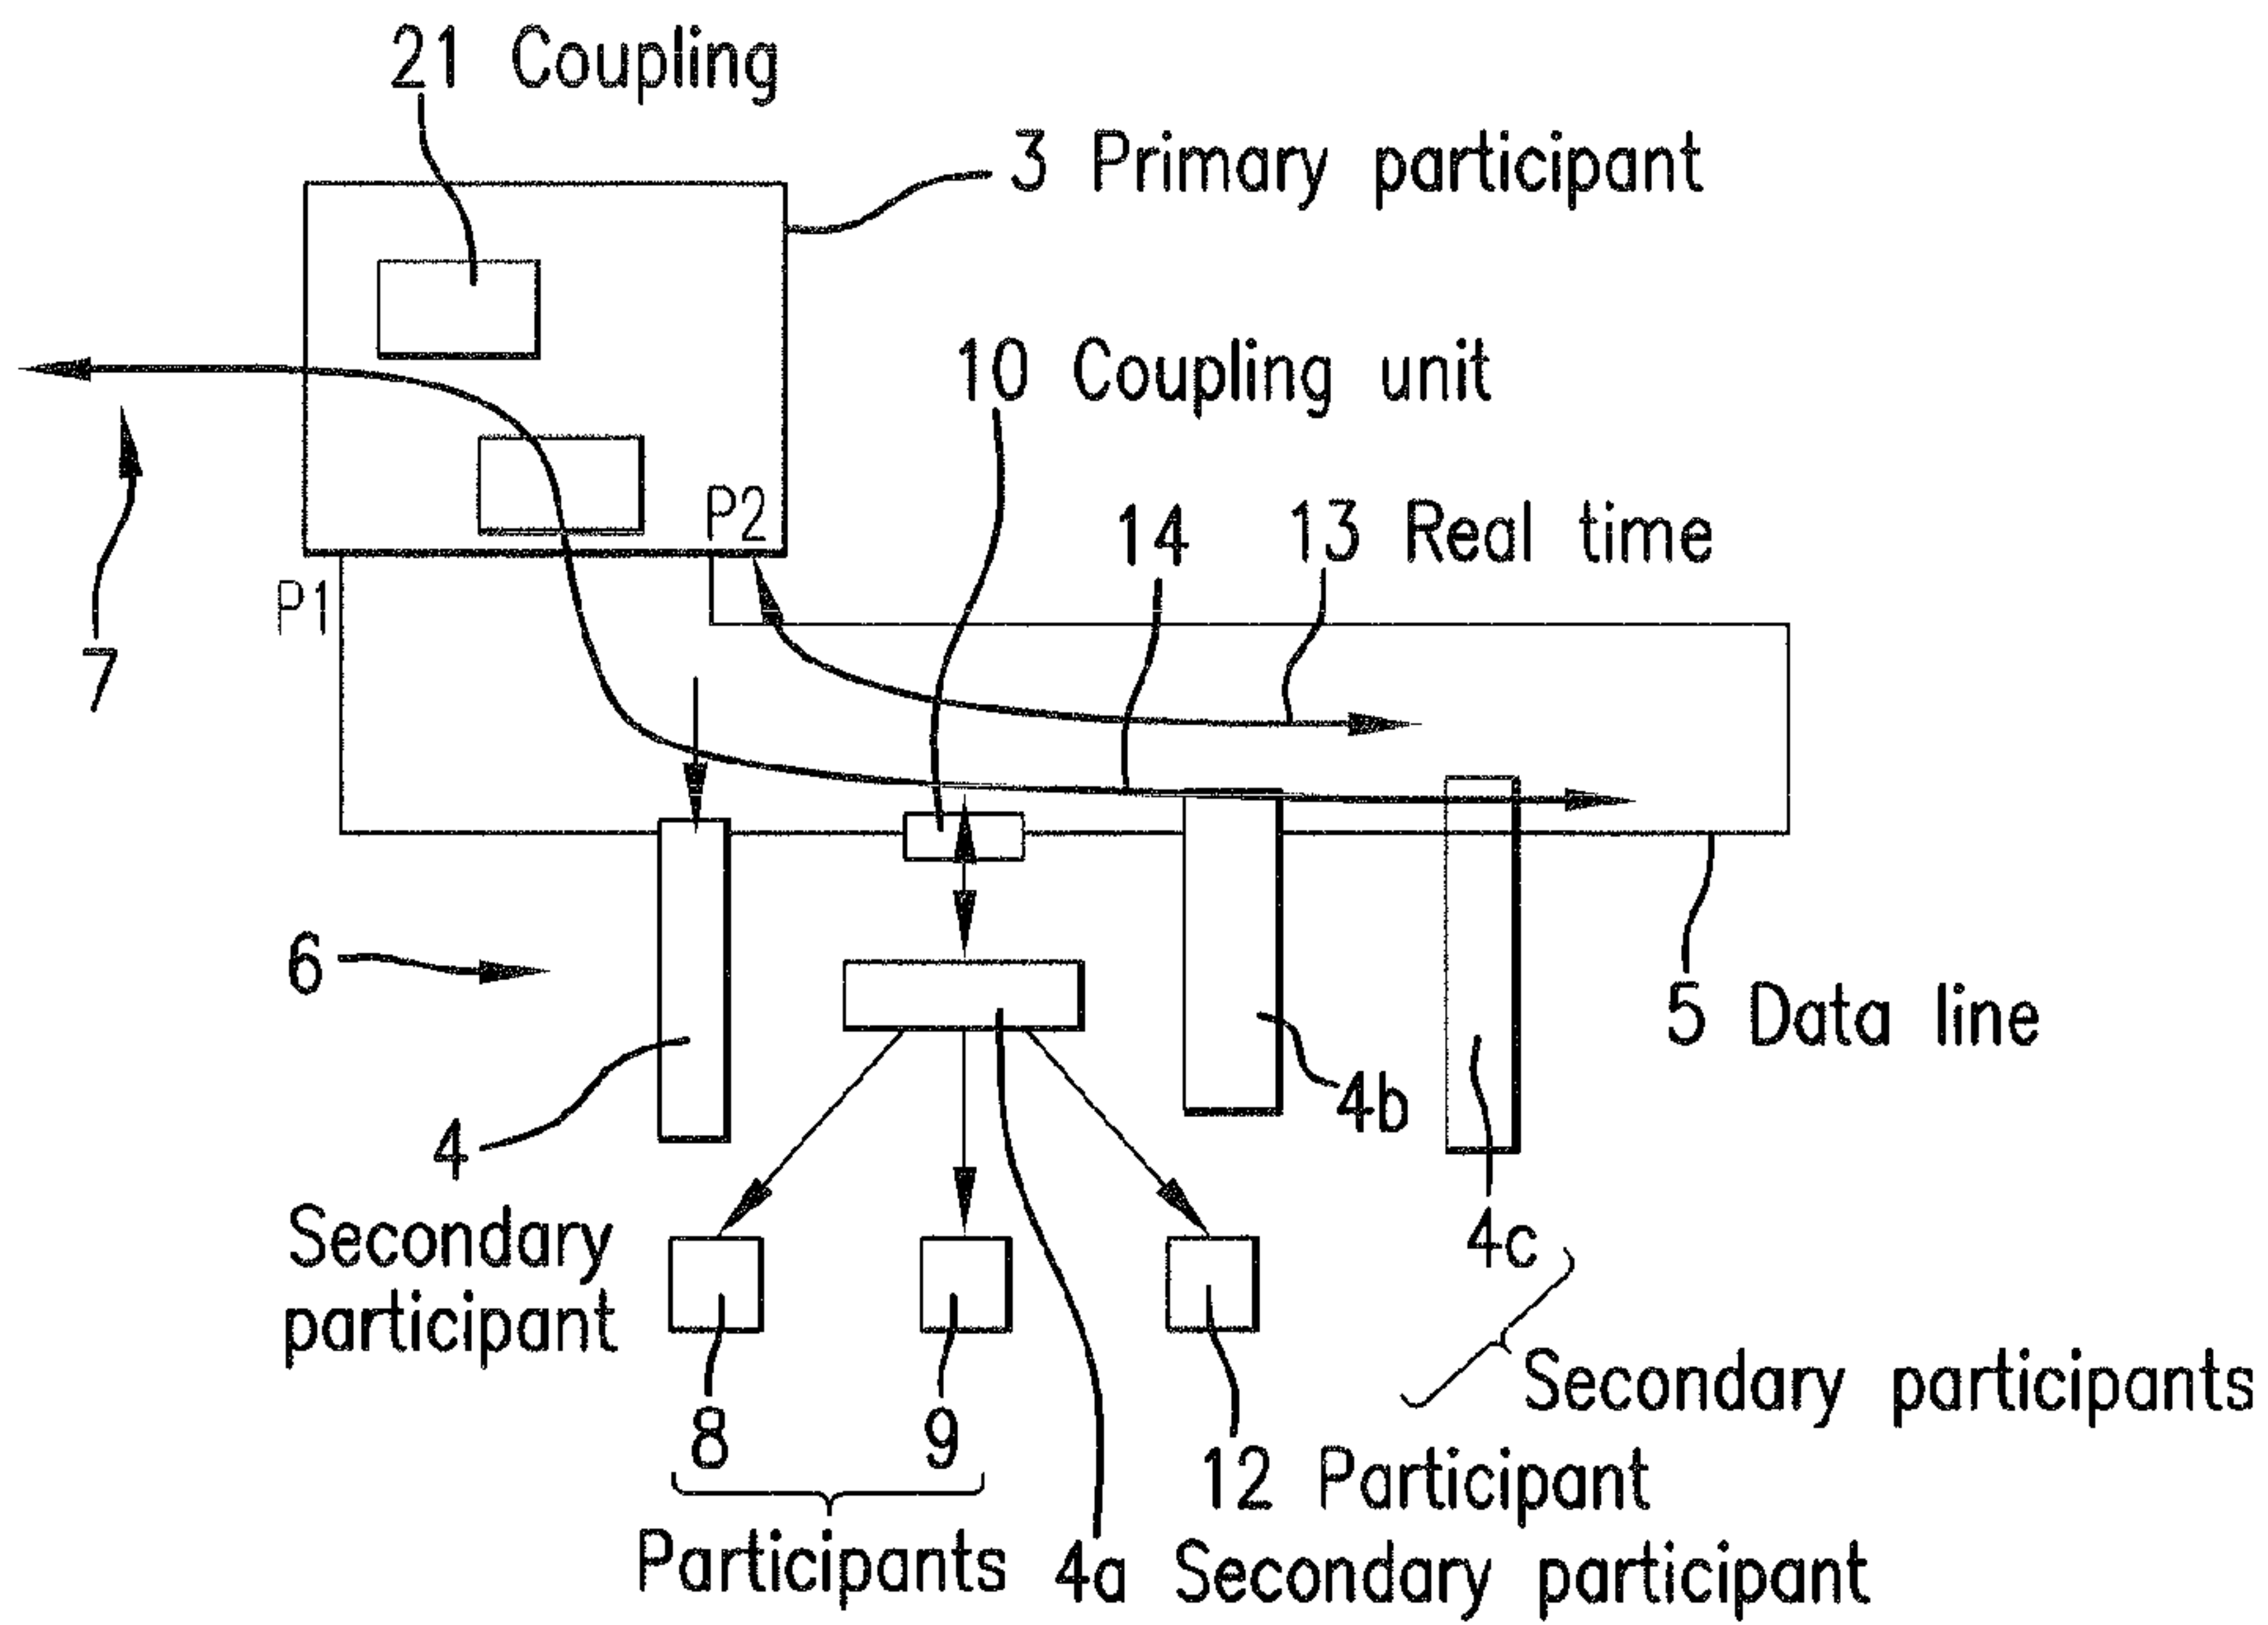 21 Coupling
3 Primary participant
10 Coupling unit
P2
14
13 Real time
P1
7
6
5 Data line
4b
4
Secondary
participant
4c
Secondary participants
8
9
12 Participant
Participants
4a Secondary participant